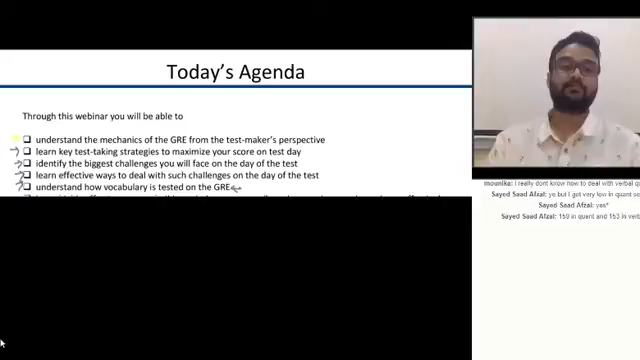 Today's Agenda
Through this webinar you will be able to
understand the mechanics of the GRE from the test-maker's perspective
learn key test-taking strategies to maximize your score on test day
identify the biggest challenges you will face on the day of the test
learn effective ways to deal with such challenges on the day of the test
understand how vocabulary is tested on the GRE
mounika: I really dont know how to deal with verbal
Sayed Saad Afzal: ye but I got very low in quant
Sayed Saad Afzal: yes*
Sayed Saad Afzal: 159 in quant and 153 in